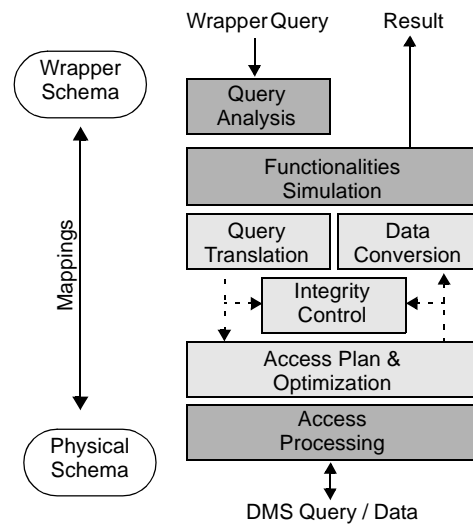 Wrapper Query
Result
Wrapper
Schema
Query
Analysis
Functionalities
Simulation
Query
Translation
Data
Conversion
Mappings
Integrity
Control
Access Plan &
Optimization
Access
Processing
Physical
Schema
DMS Query / Data